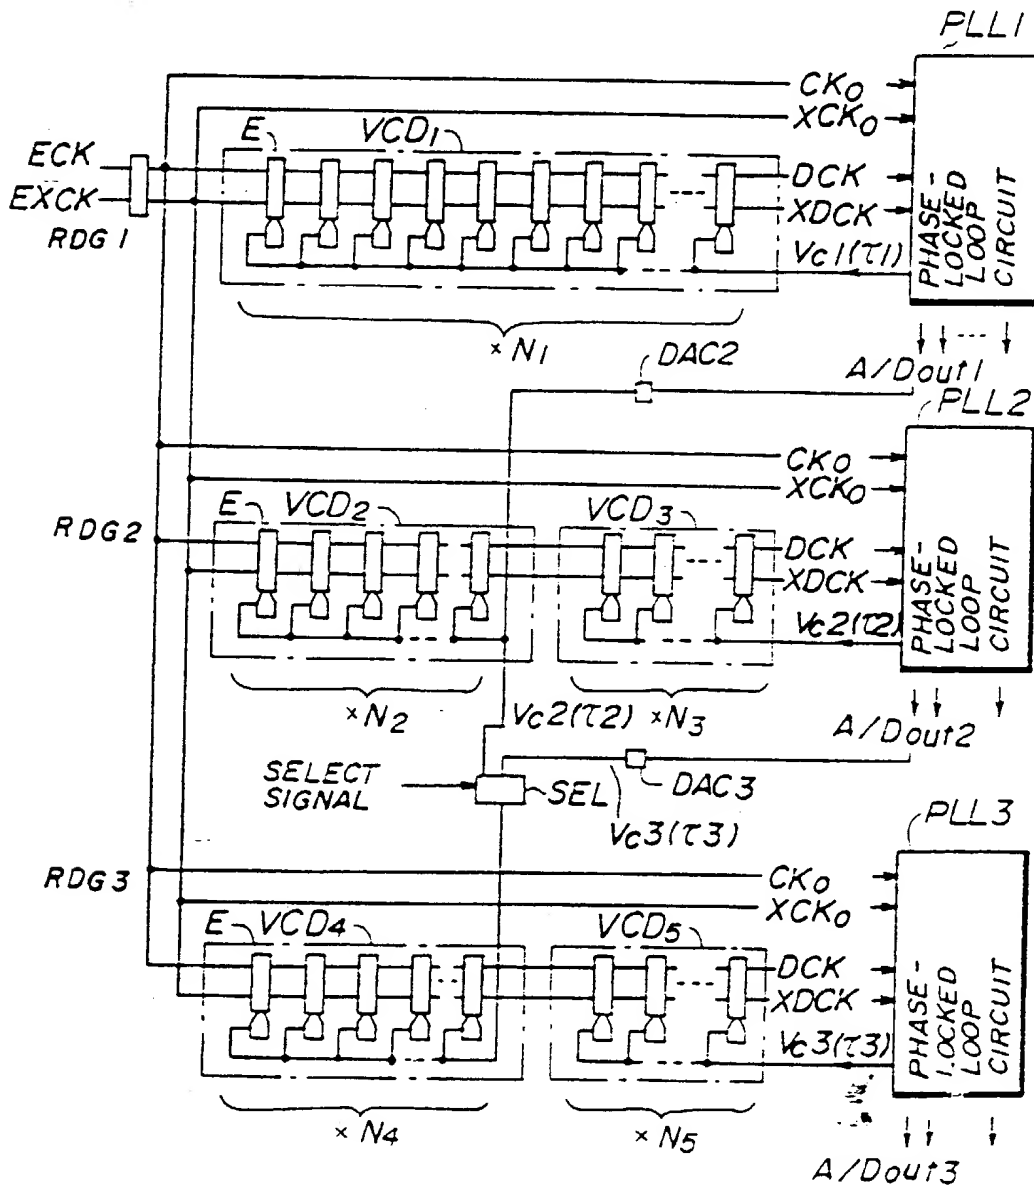 PLL1
CK0
XCK0
E VCD1
ECK
EXCK
RDG1
DCK
XDCK
Vc1(τ1)
PHASE-LOCKED LOOP CIRCUIT
×N1
DAC2
A/Dout1
PLL2
CK0
XCK0
E VCD2
VCD3
RDG2
DCK
XDCK
Vc2(τ2)
PHASE-LOCKED LOOP CIRCUIT
×N2
Vc2(τ2)
×N3
A/Dout2
SELECT
SIGNAL
SEL
DAC3
Vc3(τ3)
PLL3
RDG3
CK0
XCK0
E VCD4
VCD5
DCK
XDCK
Vc3(τ3)
PHASE-LOCKED LOOP CIRCUIT
×N4
×N5
A/Dout3